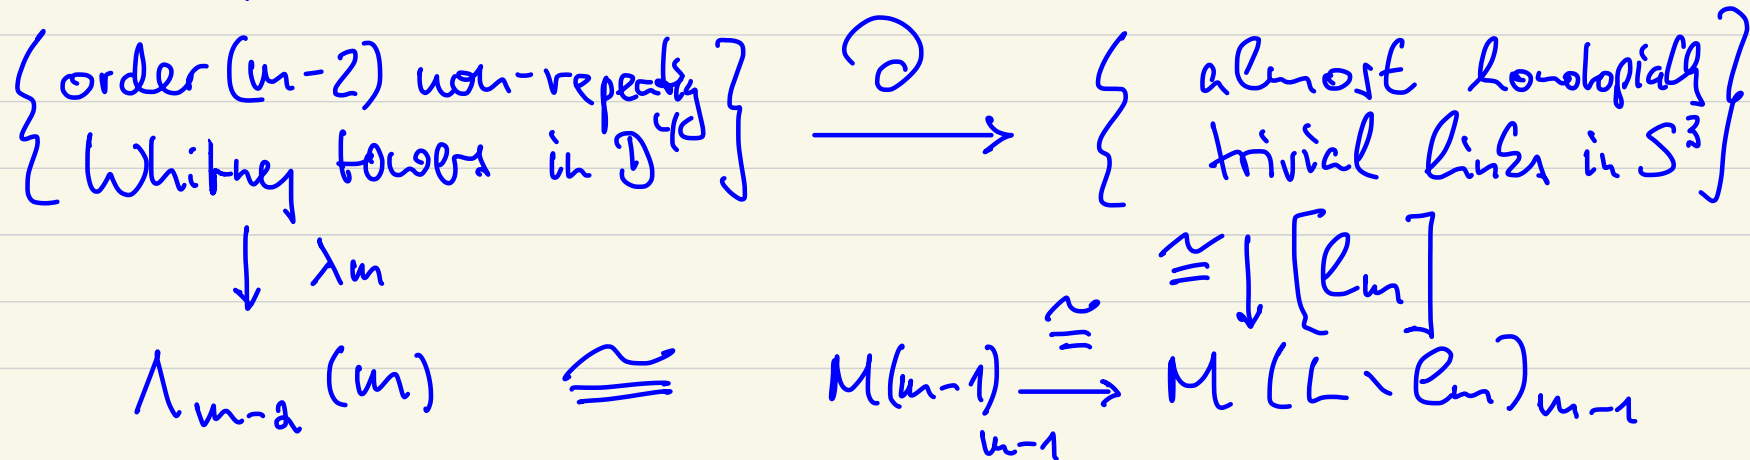 { order (m-2) non-repeating } ∂ { almost homotopically }
{ Whitney towers in D⁴ } ⟶ { trivial links in S³ }
↓ λm ≅ ↓ [lm]
Λm-2 (m) ≅ M(m-1)m-1 ≅⟶ M(L \ lm)m-1